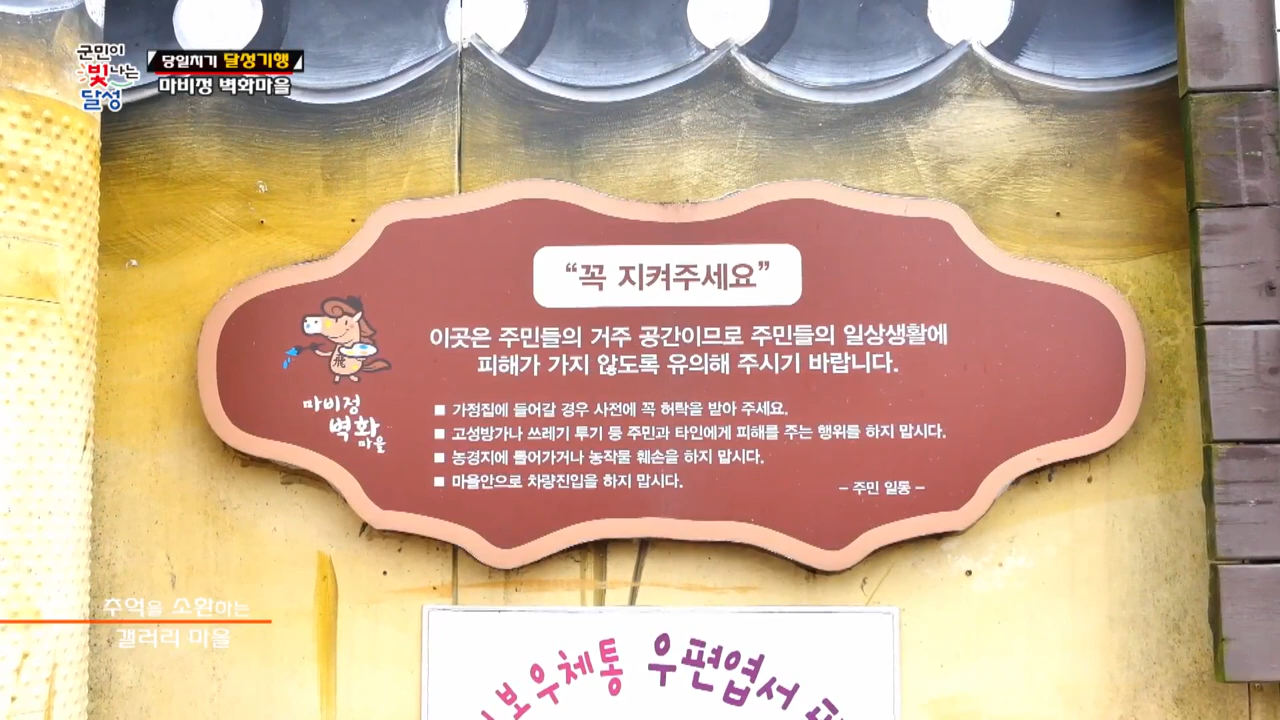 군민이
빛나는
달성
당일치기 달성기행
마비정 벽화마을
“꼭 지켜주세요”
이곳은 주민들의 거주 공간이므로 주민들의 일상생활에
피해가 가지 않도록 유의해 주시기 바랍니다.
■ 가정집에 들어갈 경우 사전에 꼭 허락을 받아 주세요.
■ 고성방가나 쓰레기 투기 등 주민과 타인에게 피해를 주는 행위를 하지 맙시다.
■ 농경지에 들어가거나 농작물 훼손을 하지 맙시다.
■ 마을안으로 차량진입을 하지 맙시다.
– 주민 일동 –
마비정
벽화
마을
추억을 소환하는
갤러리 마을
보우체통 우편엽서